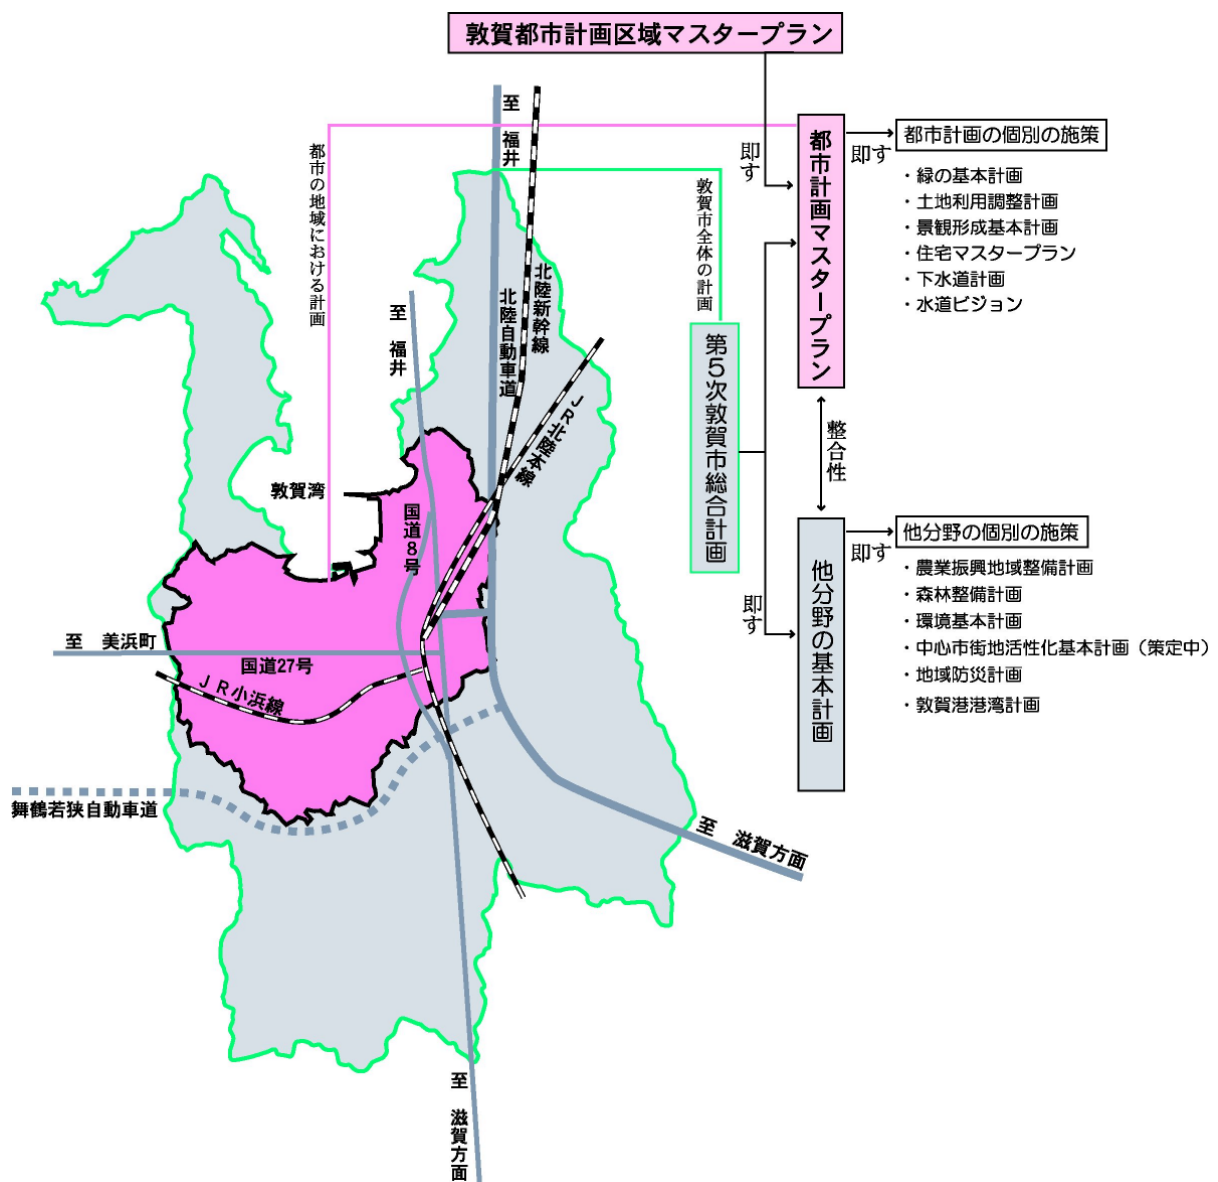 敦賀都市計画区域マスタープラン
至 福井
都市の地域における計画
敦賀市全体の計画
即す
都市計画マスタープラン
即す
都市計画の個別の施策
・緑の基本計画
・土地利用調整計画
・景観形成基本計画
・住宅マスタープラン
・下水道計画
・水道ビジョン
北陸新幹線
北陸自動車道
至 福井
第5次敦賀市総合計画
JR北陸本線
整合性
敦賀湾
国道8号
他分野の基本計画
即す
他分野の個別の施策
・農業振興地域整備計画
・森林整備計画
・環境基本計画
・中心市街地活性化基本計画（策定中）
・地域防災計画
・敦賀港港湾計画
即す
至 美浜町
国道27号
JR小浜線
舞鶴若狭自動車道
至 滋賀方面
至 滋賀方面